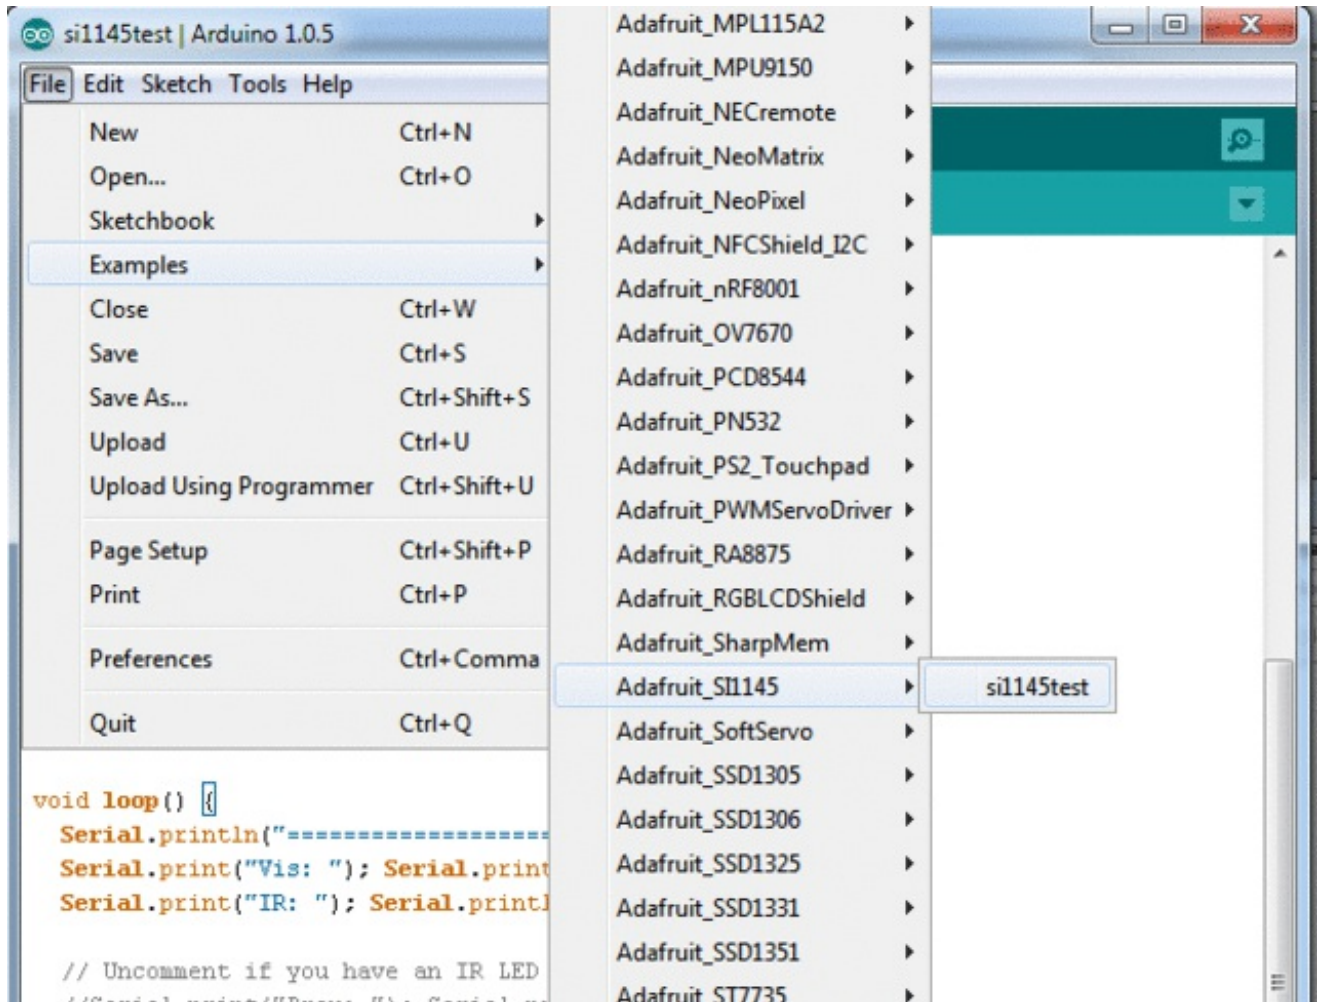 si1145test | Arduino 1.0.5
File Edit Sketch Tools Help
New Ctrl+N
Open... Ctrl+O
Sketchbook
Examples
Close Ctrl+W
Save Ctrl+S
Save As... Ctrl+Shift+S
Upload Ctrl+U
Upload Using Programmer Ctrl+Shift+U
Page Setup Ctrl+Shift+P
Print Ctrl+P
Preferences Ctrl+Comma
Quit Ctrl+Q
Adafruit_MPL115A2
Adafruit_MPU9150
Adafruit_NECremote
Adafruit_NeoMatrix
Adafruit_NeoPixel
Adafruit_NFCShield_I2C
Adafruit_nRF8001
Adafruit_OV7670
Adafruit_PCD8544
Adafruit_PN532
Adafruit_PS2_Touchpad
Adafruit_PWMServoDriver
Adafruit_RA8875
Adafruit_RGBLCDShield
Adafruit_SharpMem
Adafruit_SI1145
Adafruit_SoftServo
Adafruit_SSD1305
Adafruit_SSD1306
Adafruit_SSD1325
Adafruit_SSD1331
Adafruit_SSD1351
Adafruit_ST7735
si1145test
void loop() {
Serial.println("===================
Serial.print("Vis: "); Serial.print
Serial.print("IR: "); Serial.printl
// Uncomment if you have an IR LED